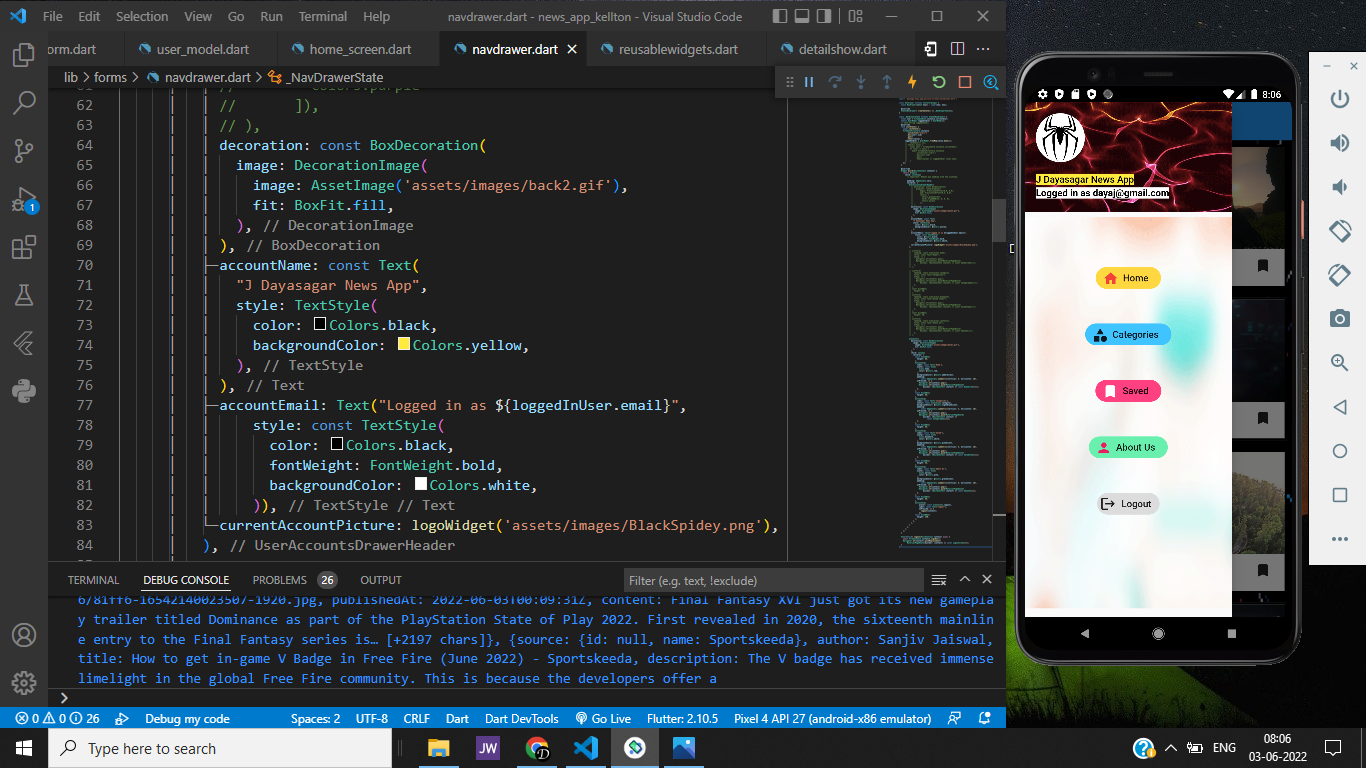 File Edit Selection View Go Run Terminal Help navdrawer.dart - news_app_kellton - Visual Studio Code
orm.dart user_model.dart home_screen.dart navdrawer.dart reusablewidgets.dart detailshow.dart
lib > forms > navdrawer.dart > _NavDrawerState
61 // Colors.purple
62 // ]),
63 // ),
64 decoration: const BoxDecoration(
65 image: DecorationImage(
66 image: AssetImage('assets/images/back2.gif'),
67 fit: BoxFit.fill,
68 ), // DecorationImage
69 ), // BoxDecoration
70 accountName: const Text(
71 "J Dayasagar News App",
72 style: TextStyle(
73 color: Colors.black,
74 backgroundColor: Colors.yellow,
75 ), // TextStyle
76 ), // Text
77 accountEmail: Text("Logged in as ${loggedInUser.email}",
78 style: const TextStyle(
79 color: Colors.black,
80 fontWeight: FontWeight.bold,
81 backgroundColor: Colors.white,
82 )), // TextStyle // Text
83 currentAccountPicture: logoWidget('assets/images/BlackSpidey.png'),
84 ), // UserAccountsDrawerHeader
TERMINAL DEBUG CONSOLE PROBLEMS 26 OUTPUT Filter (e.g. text, !exclude)
6/81ff6-16542140023507-1920.jpg, publishedAt: 2022-06-03T00:09:31Z, content: Final Fantasy XVI just got its new gamepla
y trailer titled Dominance as part of the PlayStation State of Play 2022. First revealed in 2020, the sixteenth mainlin
e entry to the Final Fantasy series is… [+2197 chars]}, {source: {id: null, name: Sportskeeda}, author: Sanjiv Jaiswal,
title: How to get in-game V Badge in Free Fire (June 2022) - Sportskeeda, description: The V badge has received immense
limelight in the global Free Fire community. This is because the developers offer a
1
0 0 26 Debug my code Spaces: 2 UTF-8 CRLF Dart Dart DevTools Go Live Flutter: 2.10.5 Pixel 4 API 27 (android-x86 emulator)
8:06
J Dayasagar News App
Logged in as dayaj@gmail.com
Home
Categories
Saved
About Us
Logout
Type here to search
JW
D
ENG
08:06
03-06-2022